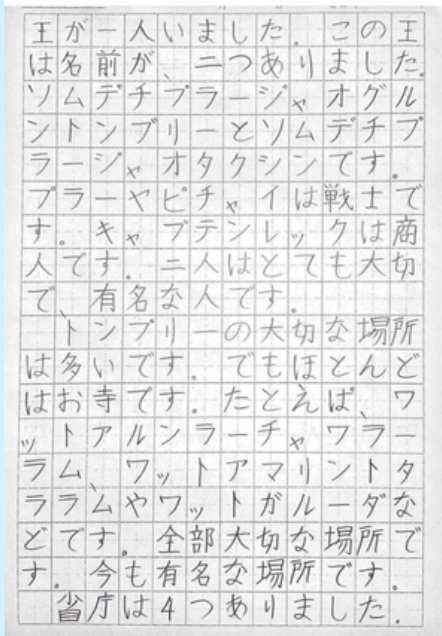 王が一人いました。この王
は名前が、二つありました。
ソムデチプラージャオグル
ントンブリーとソムデチプ
ラージャオタクシンです。
プラーヤピチャイは戦士で
す。キャプテンレックは商
人です。二人はとても大切
で、有名な人です。
トンブリーの大切な場所
は多いです。でもほとんど
はお寺です。たとえば、ワ
ットアルンラーチャワラー
ラム、ワットアマリントタ
ララムやワットガルーダな
どです。全部大切な場所で
す。今も有名な場所です。
省庁は4つありました。